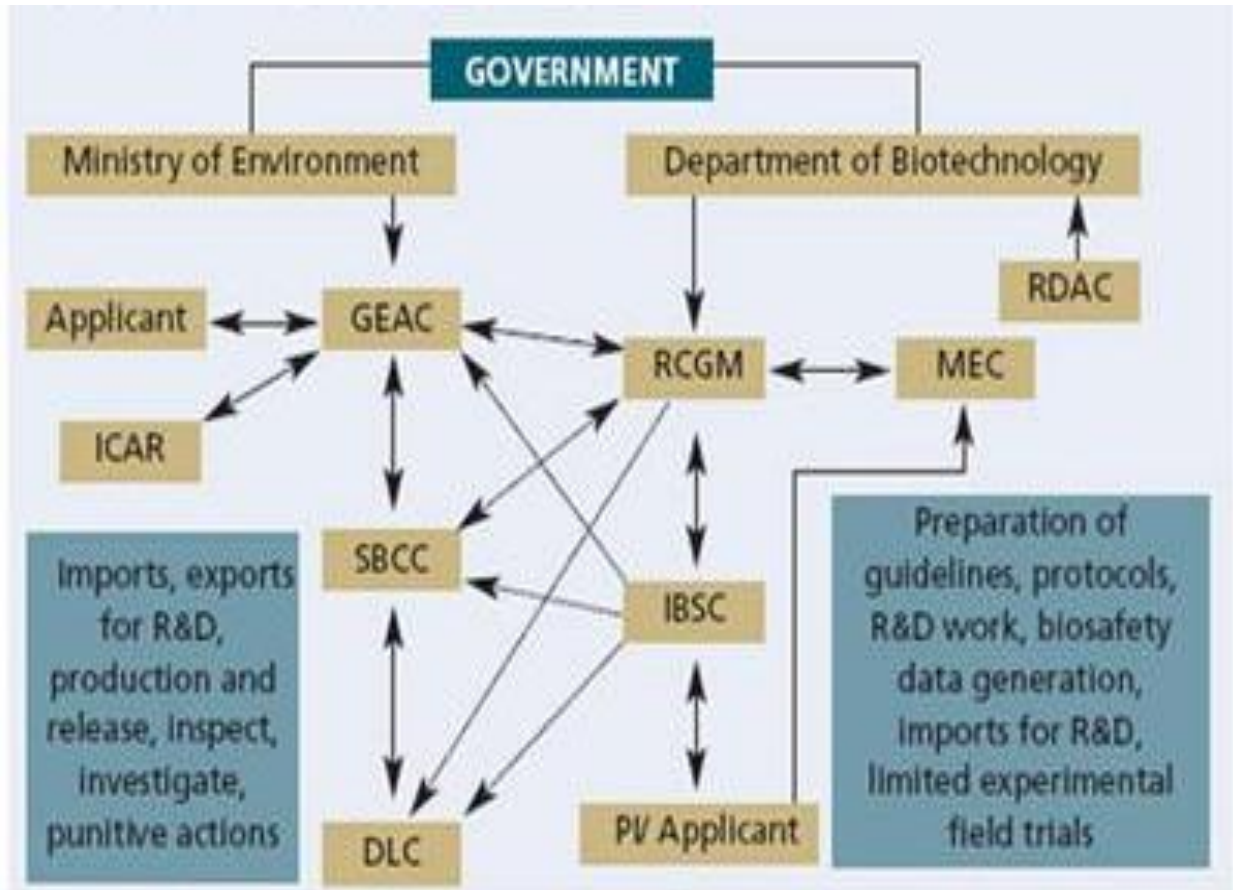 GOVERNMENT
Ministry of Environment
Department of Biotechnology
RDAC
Applicant
GEAC
RCGM
MEC
ICAR
SBCC
IBSC
Imports, exports
for R&D,
production and
release, inspect,
investigate,
punitive actions
Preparation of
guidelines, protocols,
R&D work, biosafety
data generation,
imports for R&D,
limited experimental
field trials
DLC
PI/ Applicant